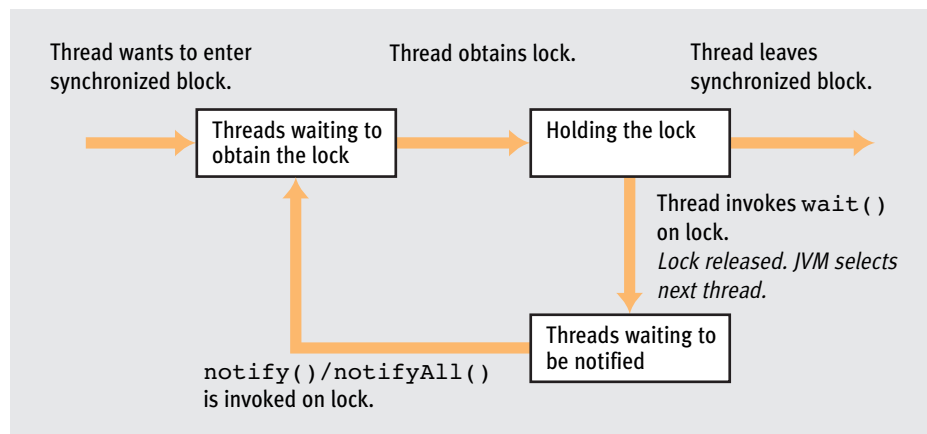 Thread wants to enter
synchronized block.
Thread obtains lock.
Thread leaves
synchronized block.
Threads waiting to
obtain the lock
Holding the lock
Thread invokes wait()
on lock.
Lock released. JVM selects
next thread.
Threads waiting to
be notified
notify()/notifyAll()
is invoked on lock.